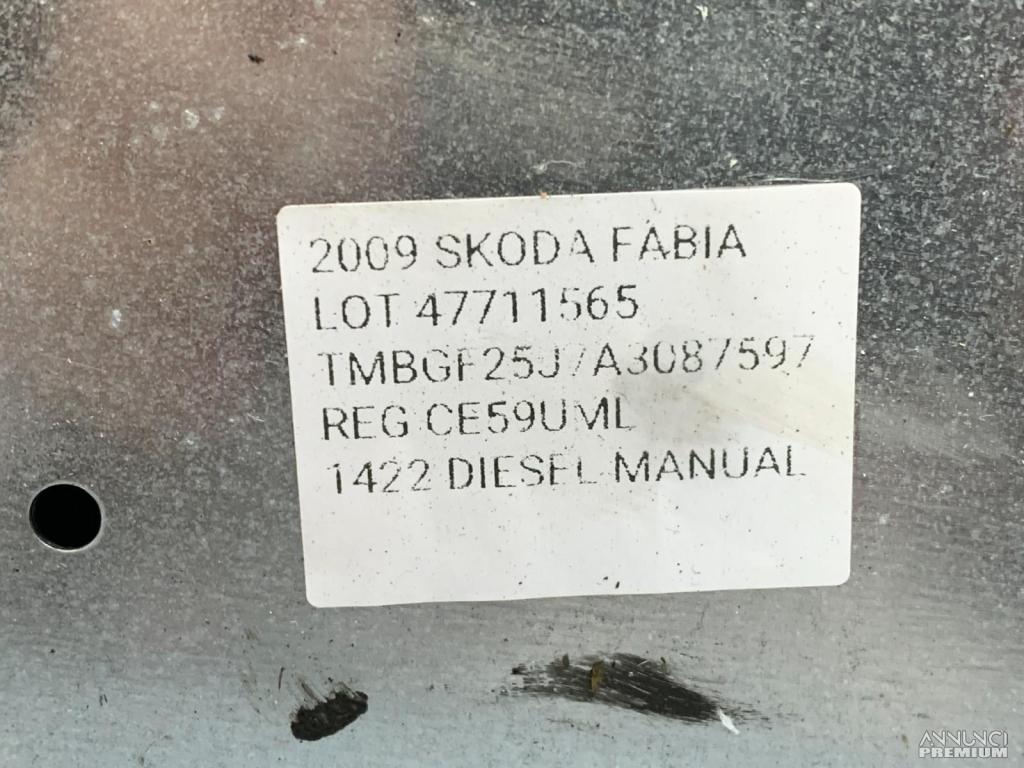 2009 SKODA FABIA
LOT 47711565
TMBGF25J7A3087597
REG CE59UML
1422 DIESEL MANUAL
ANNUNCI
PREMIUM